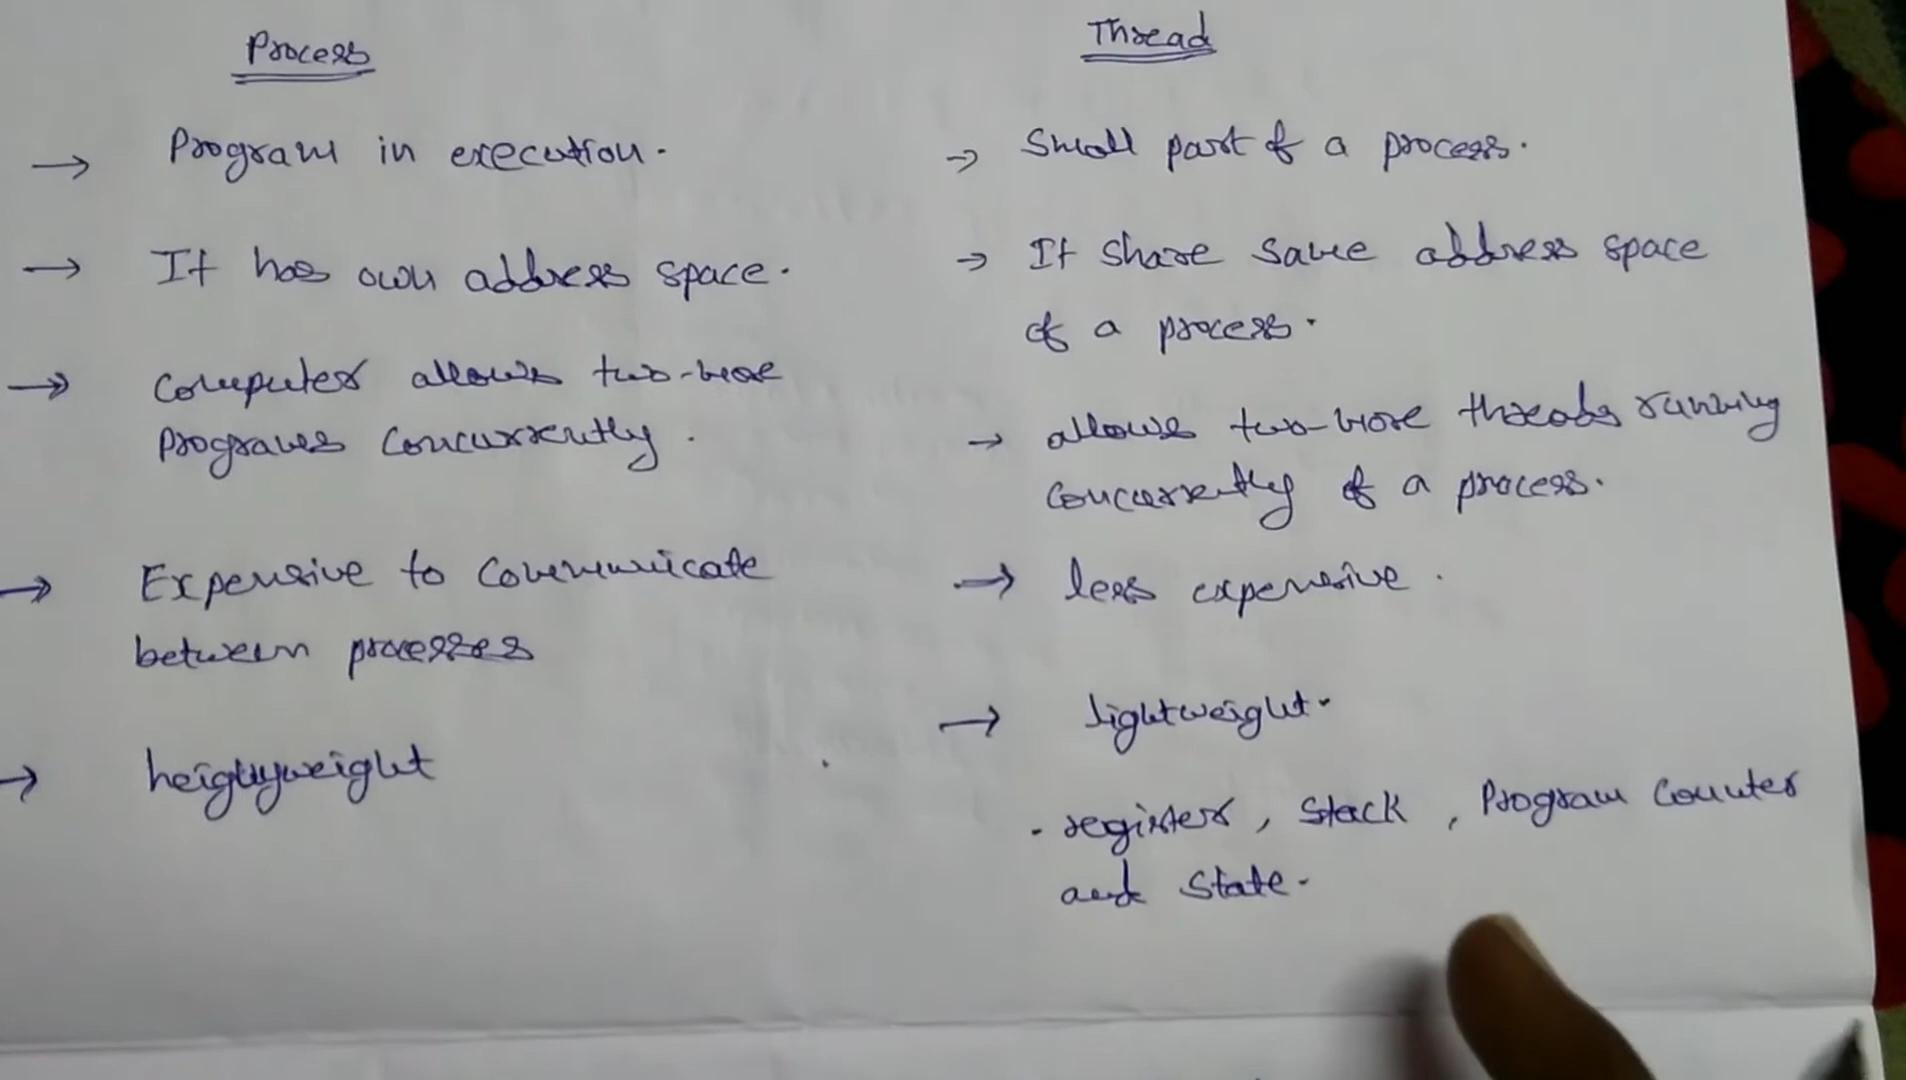 Process
Program in execution.
It has own address space.
Computer allows two-more
Programs Concurrently.
Expensive to Communicate
between processes
heighyweight
Thread
Small part of a process.
It share same address space
of a process.
allows two-more threads running
Concurrently of a process.
less expensive.
lightweight.
register, Stack, Program Counter
and State.